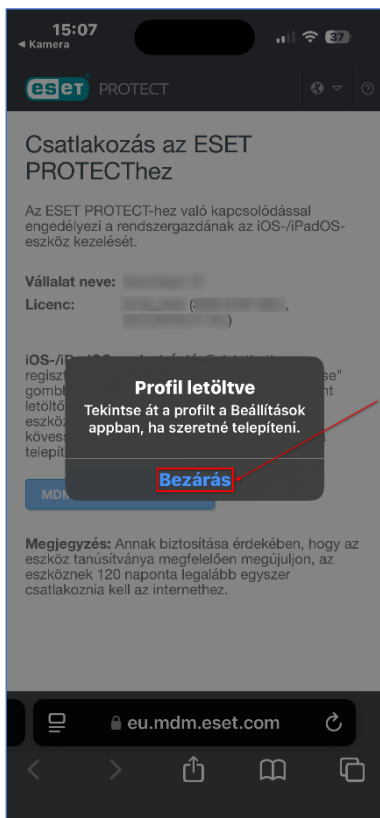 15:07
◀ Kamera
37
eset PROTECT
Csatlakozás az ESET
PROTECThez
Az ESET PROTECT-hez való kapcsolódással
engedélyezi a rendszergazdának az iOS-/iPadOS-
eszköz kezelését.
Vállalat neve:
Licenc:
Profil letöltve
Tekintse át a profilt a Beállítások
appban, ha szeretné telepíteni.
Bezárás
MDM
Megjegyzés: Annak biztosítása érdekében, hogy az
eszköz tanúsítványa megfelelően megújuljon, az
eszköznek 120 naponta legalább egyszer
csatlakoznia kell az internethez.
eu.mdm.eset.com